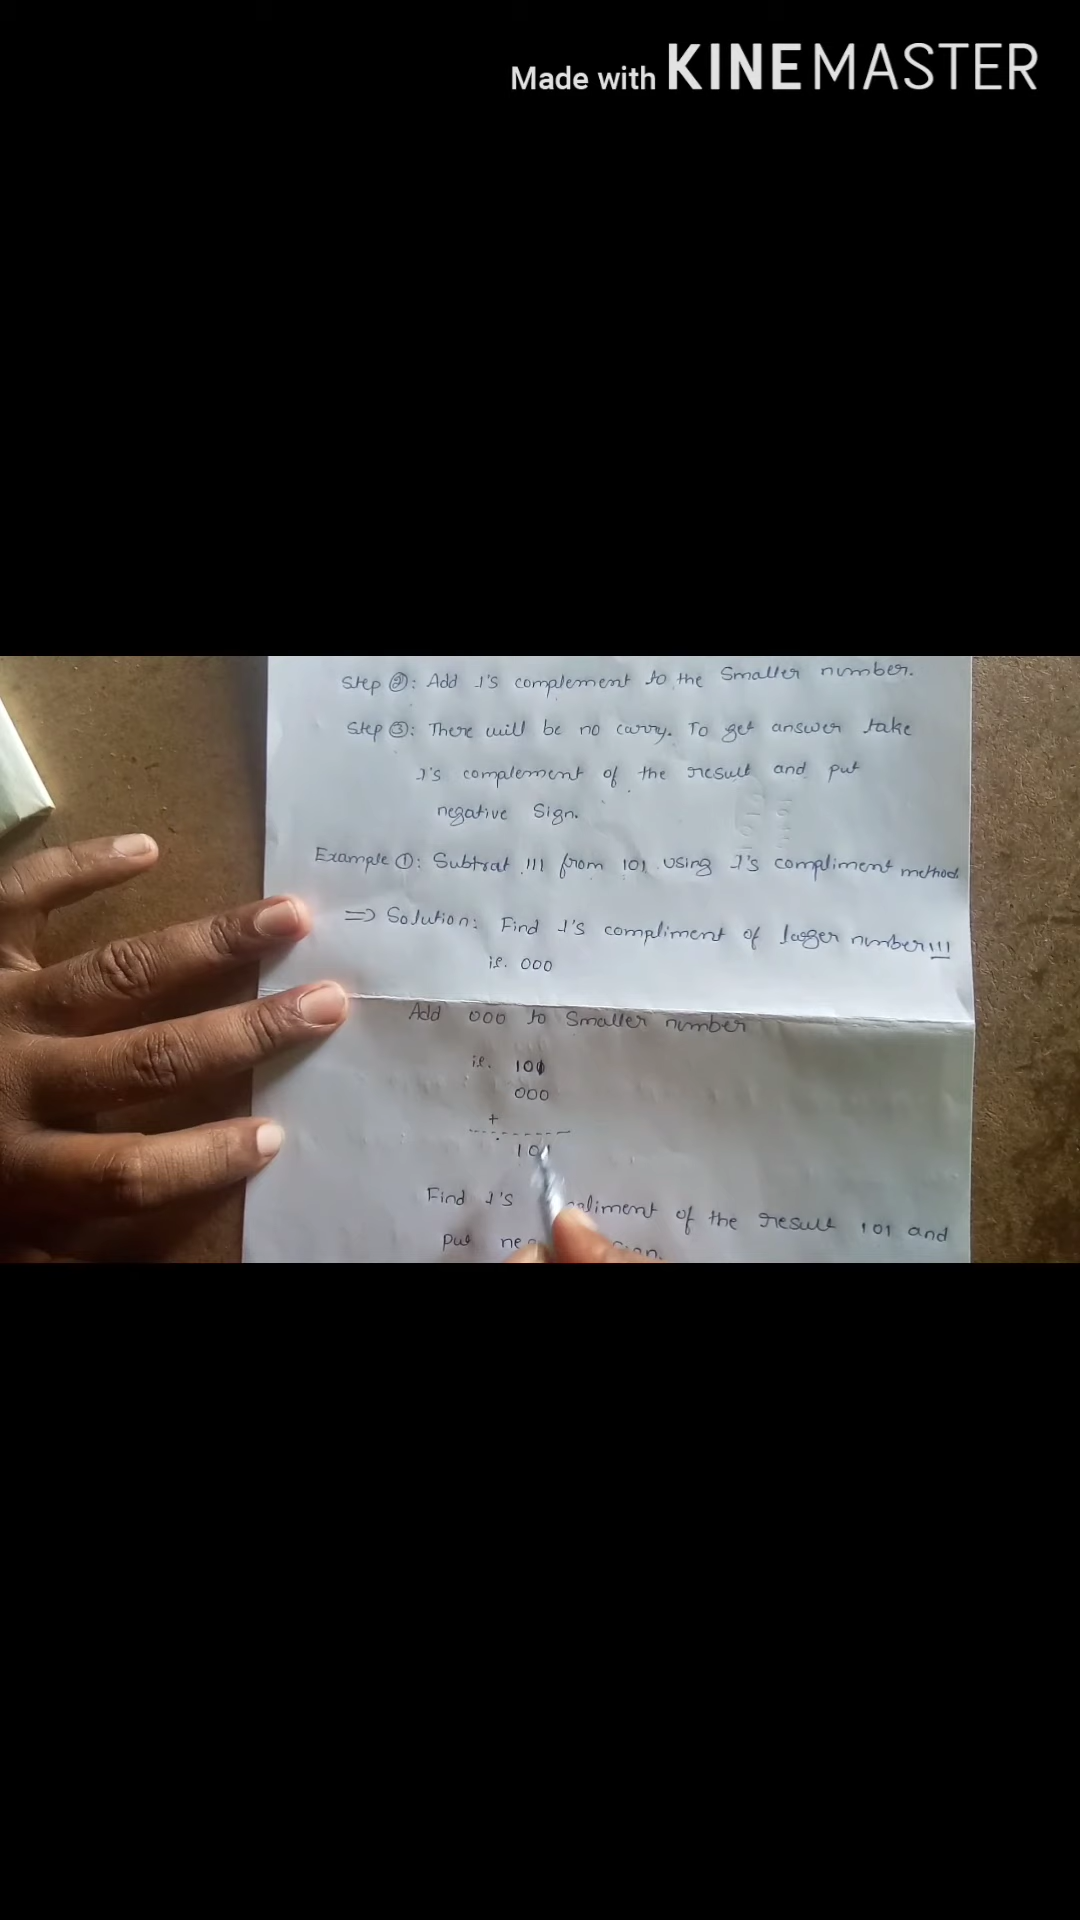 Made with KINEMASTER
Step ②: Add 1's complement to the Smaller number.
Step ③: There will be no carry. To get answer take
1's complement of the result and put
negative Sign.
Example ①: Subtrat 111 from 101 using 1's compliment method.
=> Solution: Find 1's compliment of larger number 111
i.e. 000
Add 000 to Smaller number
i.e. 101
000
+
101
Find 1's of the result 101 and
put